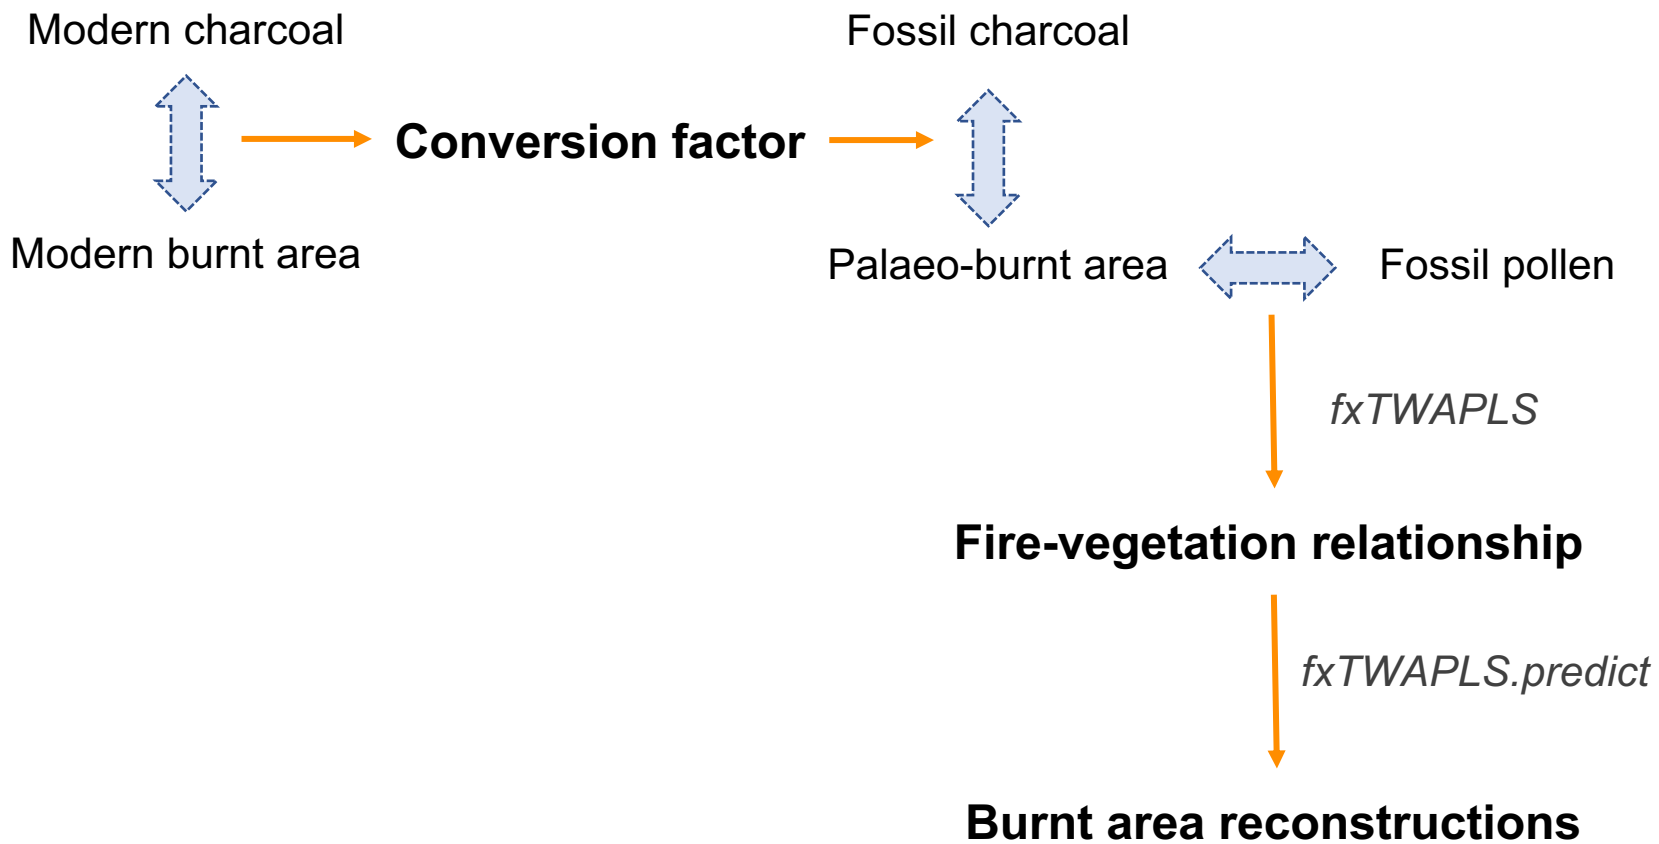 Modern charcoal
Fossil charcoal
Conversion factor
Modern burnt area
Palaeo-burnt area
Fossil pollen
fxTWAPLS
Fire-vegetation relationship
fxTWAPLS.predict
Burnt area reconstructions